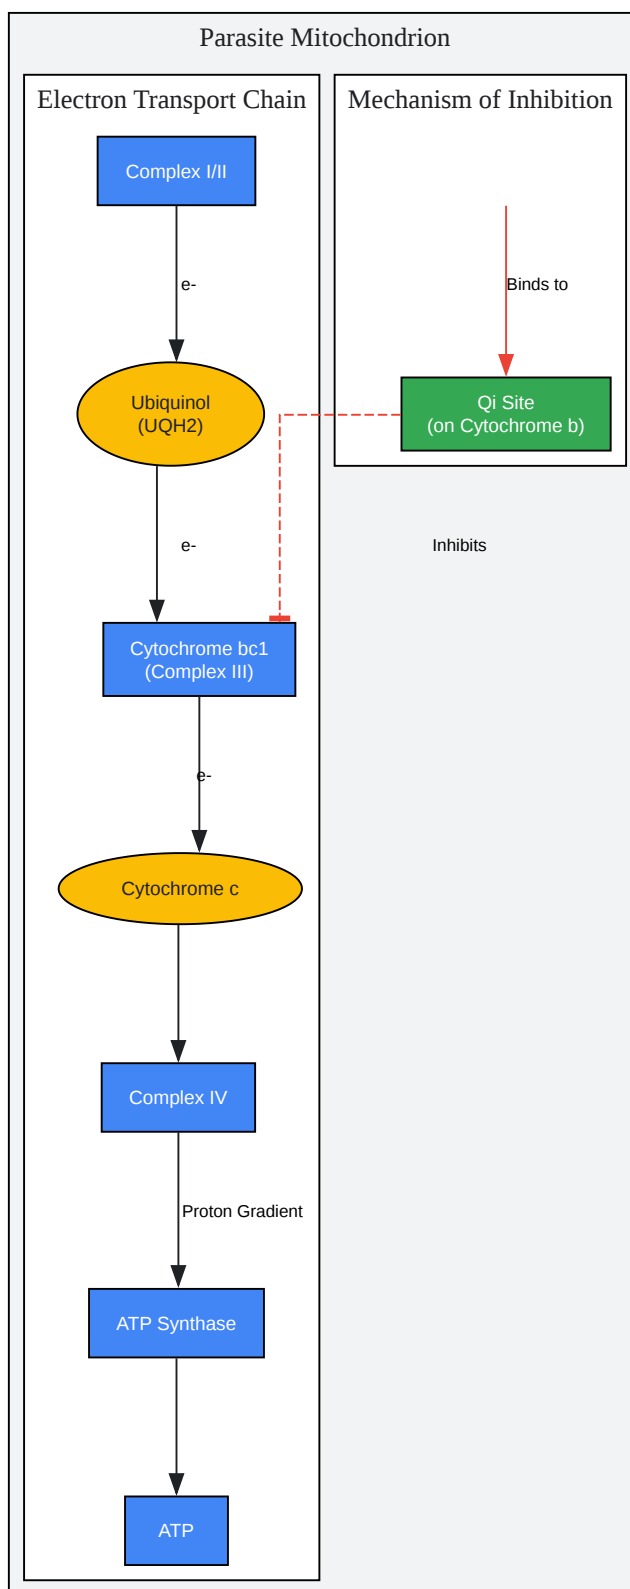 Parasite Mitochondrion
Electron Transport Chain
Mechanism of Inhibition
Complex I/II
e-
Binds to
Ubiquinol
(UQH2)
Qi Site
(on Cytochrome b)
e-
Inhibits
Cytochrome bc1
(Complex III)
e-
Cytochrome c
Complex IV
Proton Gradient
ATP Synthase
ATP